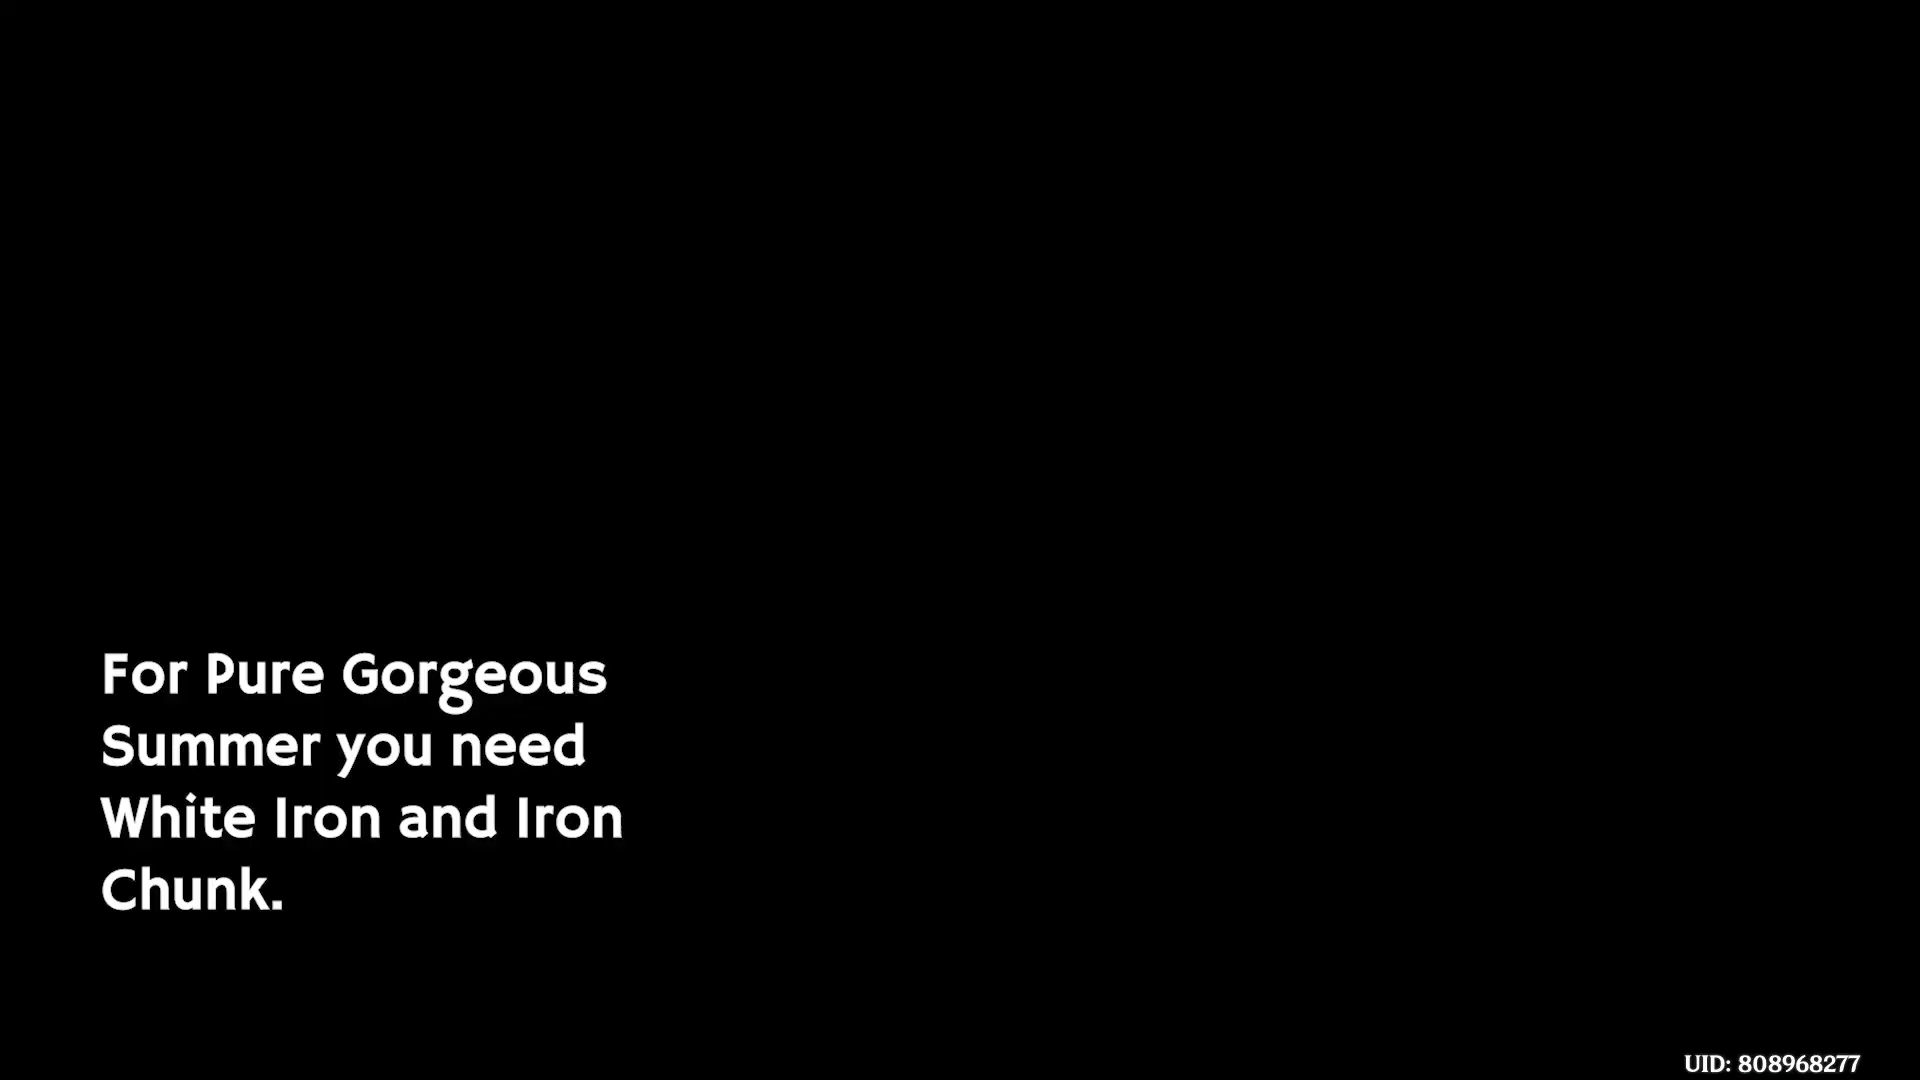 For Pure Gorgeous
Summer you need
White Iron and Iron
Chunk.
UID: 808968277